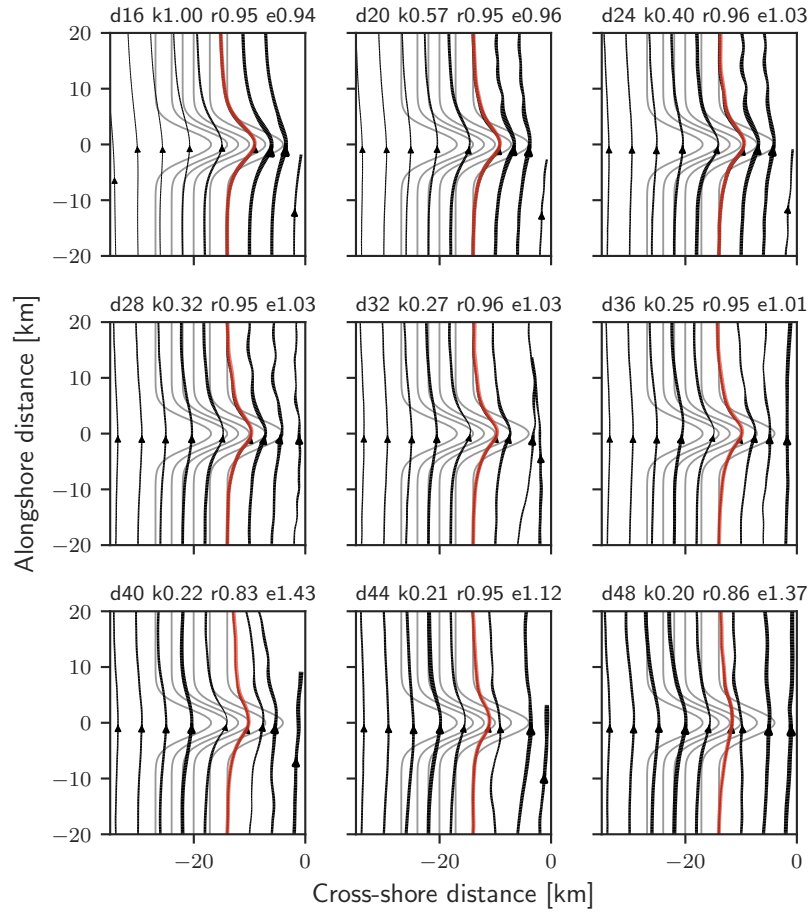 d16 k1.00 r0.95 e0.94
d20 k0.57 r0.95 e0.96
d24 k0.40 r0.96 e1.03
20
10
0
−10
−20
d28 k0.32 r0.95 e1.03
d32 k0.27 r0.96 e1.03
d36 k0.25 r0.95 e1.01
20
10
0
−10
−20
Alongshore distance [km]
d40 k0.22 r0.83 e1.43
d44 k0.21 r0.95 e1.12
d48 k0.20 r0.86 e1.37
20
10
0
−10
−20
−20 0
−20 0
−20 0
Cross-shore distance [km]